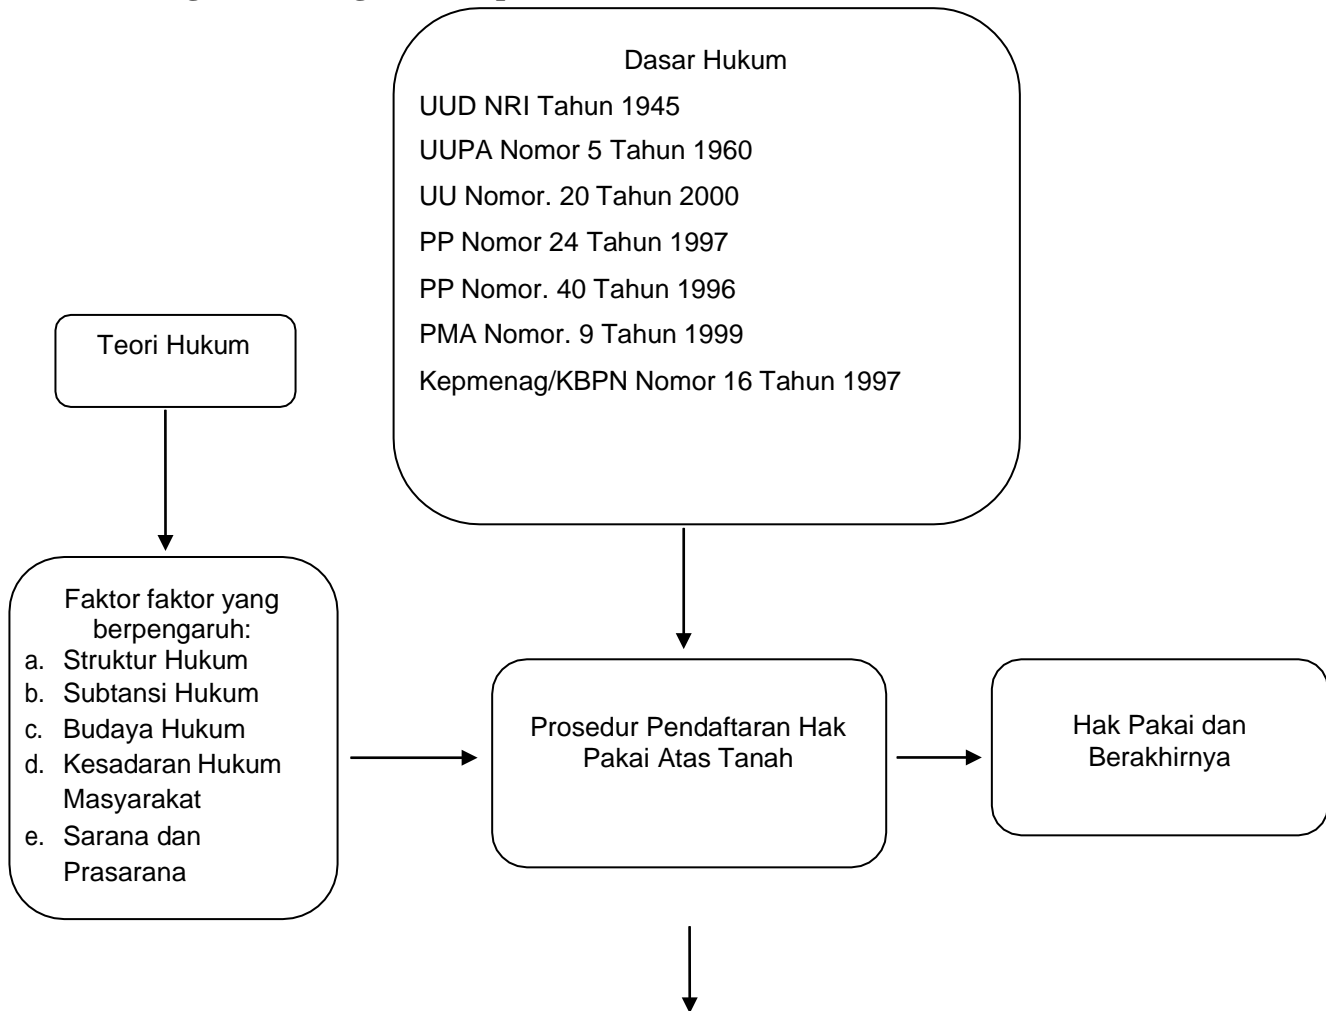 Dasar Hukum
UUD NRI Tahun 1945
UUPA Nomor 5 Tahun 1960
UU Nomor. 20 Tahun 2000
PP Nomor 24 Tahun 1997
PP Nomor. 40 Tahun 1996
PMA Nomor. 9 Tahun 1999
Kepmenag/KBPN Nomor 16 Tahun 1997
Teori Hukum
Faktor faktor yang
berpengaruh:
a. Struktur Hukum
b. Subtansi Hukum
c. Budaya Hukum
d. Kesadaran Hukum
Masyarakat
e. Sarana dan
Prasarana
Prosedur Pendaftaran Hak
Pakai Atas Tanah
Hak Pakai dan
Berakhirnya